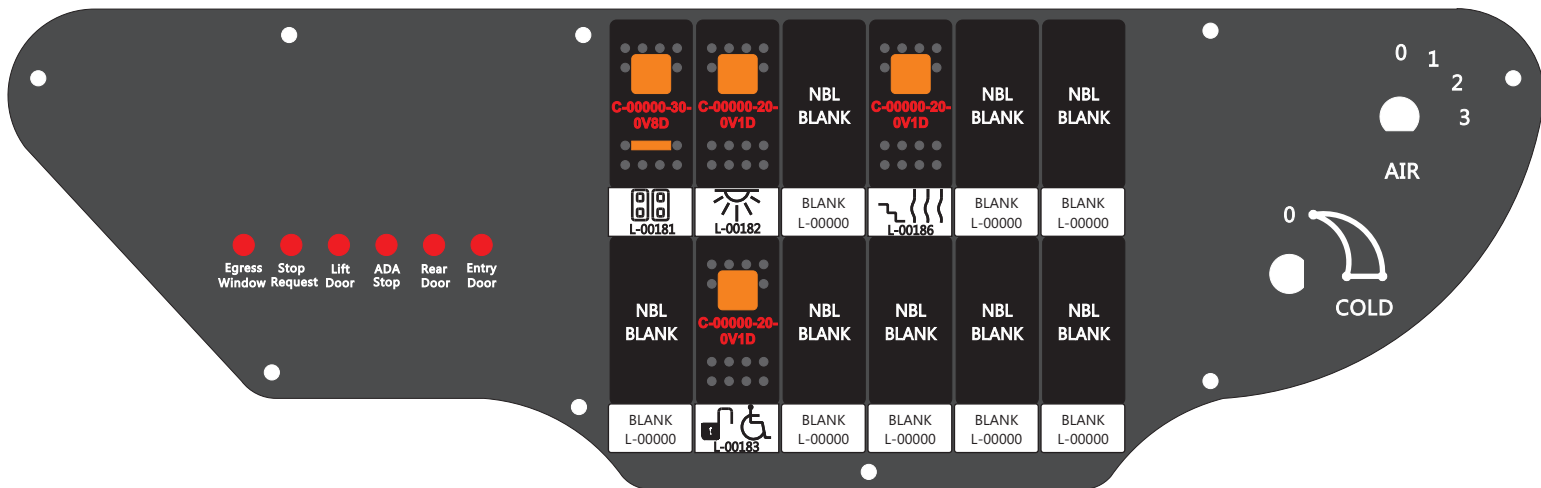 Egress
Window
Stop
Request
Lift
Door
ADA
Stop
Rear
Door
Entry
Door
C-00000-30-
0V8D
C-00000-20-
0V1D
NBL
BLANK
C-00000-20-
0V1D
NBL
BLANK
NBL
BLANK
L-00181
L-00182
BLANK
L-00000
L-00186
BLANK
L-00000
BLANK
L-00000
NBL
BLANK
C-00000-20-
0V1D
NBL
BLANK
NBL
BLANK
NBL
BLANK
NBL
BLANK
BLANK
L-00000
L-00183
BLANK
L-00000
BLANK
L-00000
BLANK
L-00000
BLANK
L-00000
0
1
2
3
AIR
0
COLD